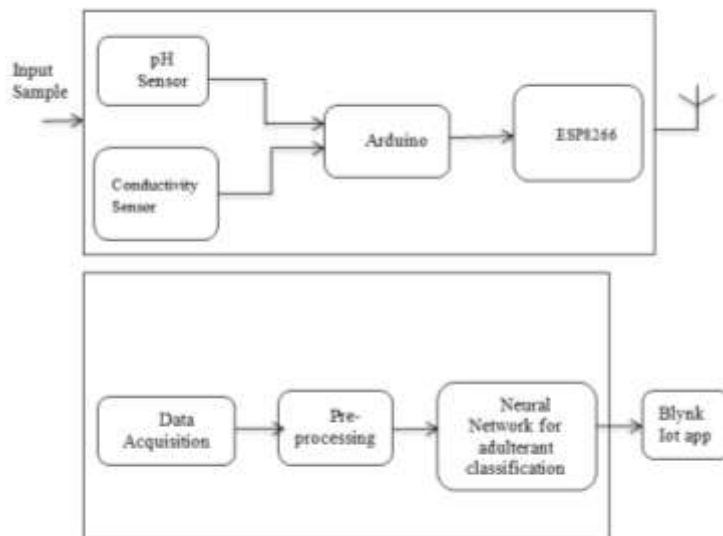 Input
Sample
pH
Sensor
Conductivity
Sensor
Arduino
ESP8266
Data
Acquisition
Pre-
processing
Neural
Network for
adulterant
classification
Blynk
Iot app